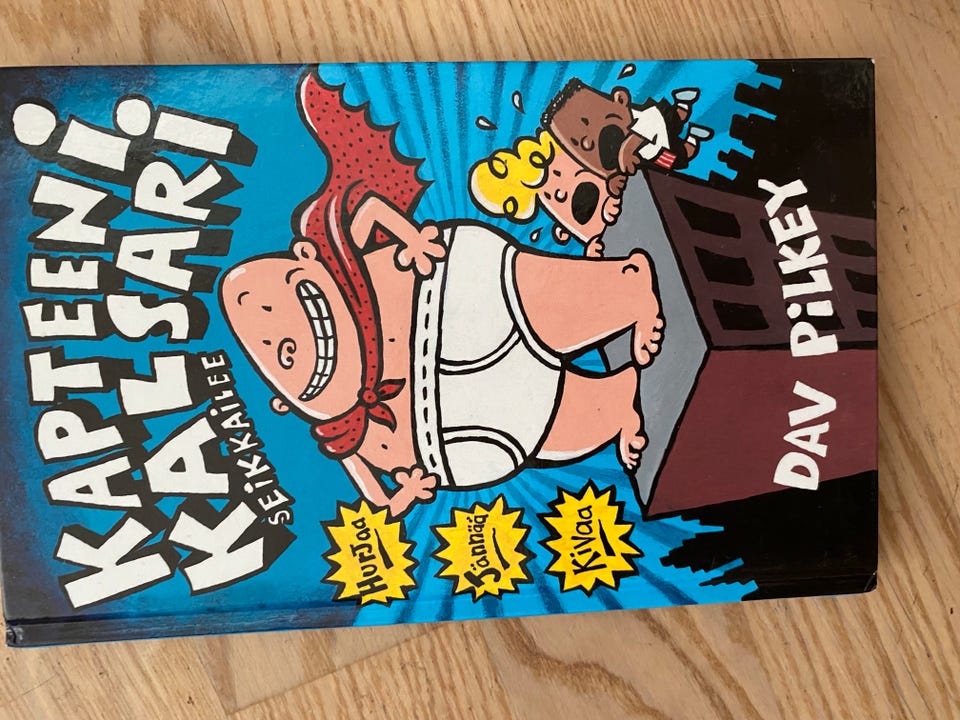 KAPTEENi
KALSARi
SEiKKAiLEE
HurJaa
Jännää
Kivaa
DAV PiLKEY